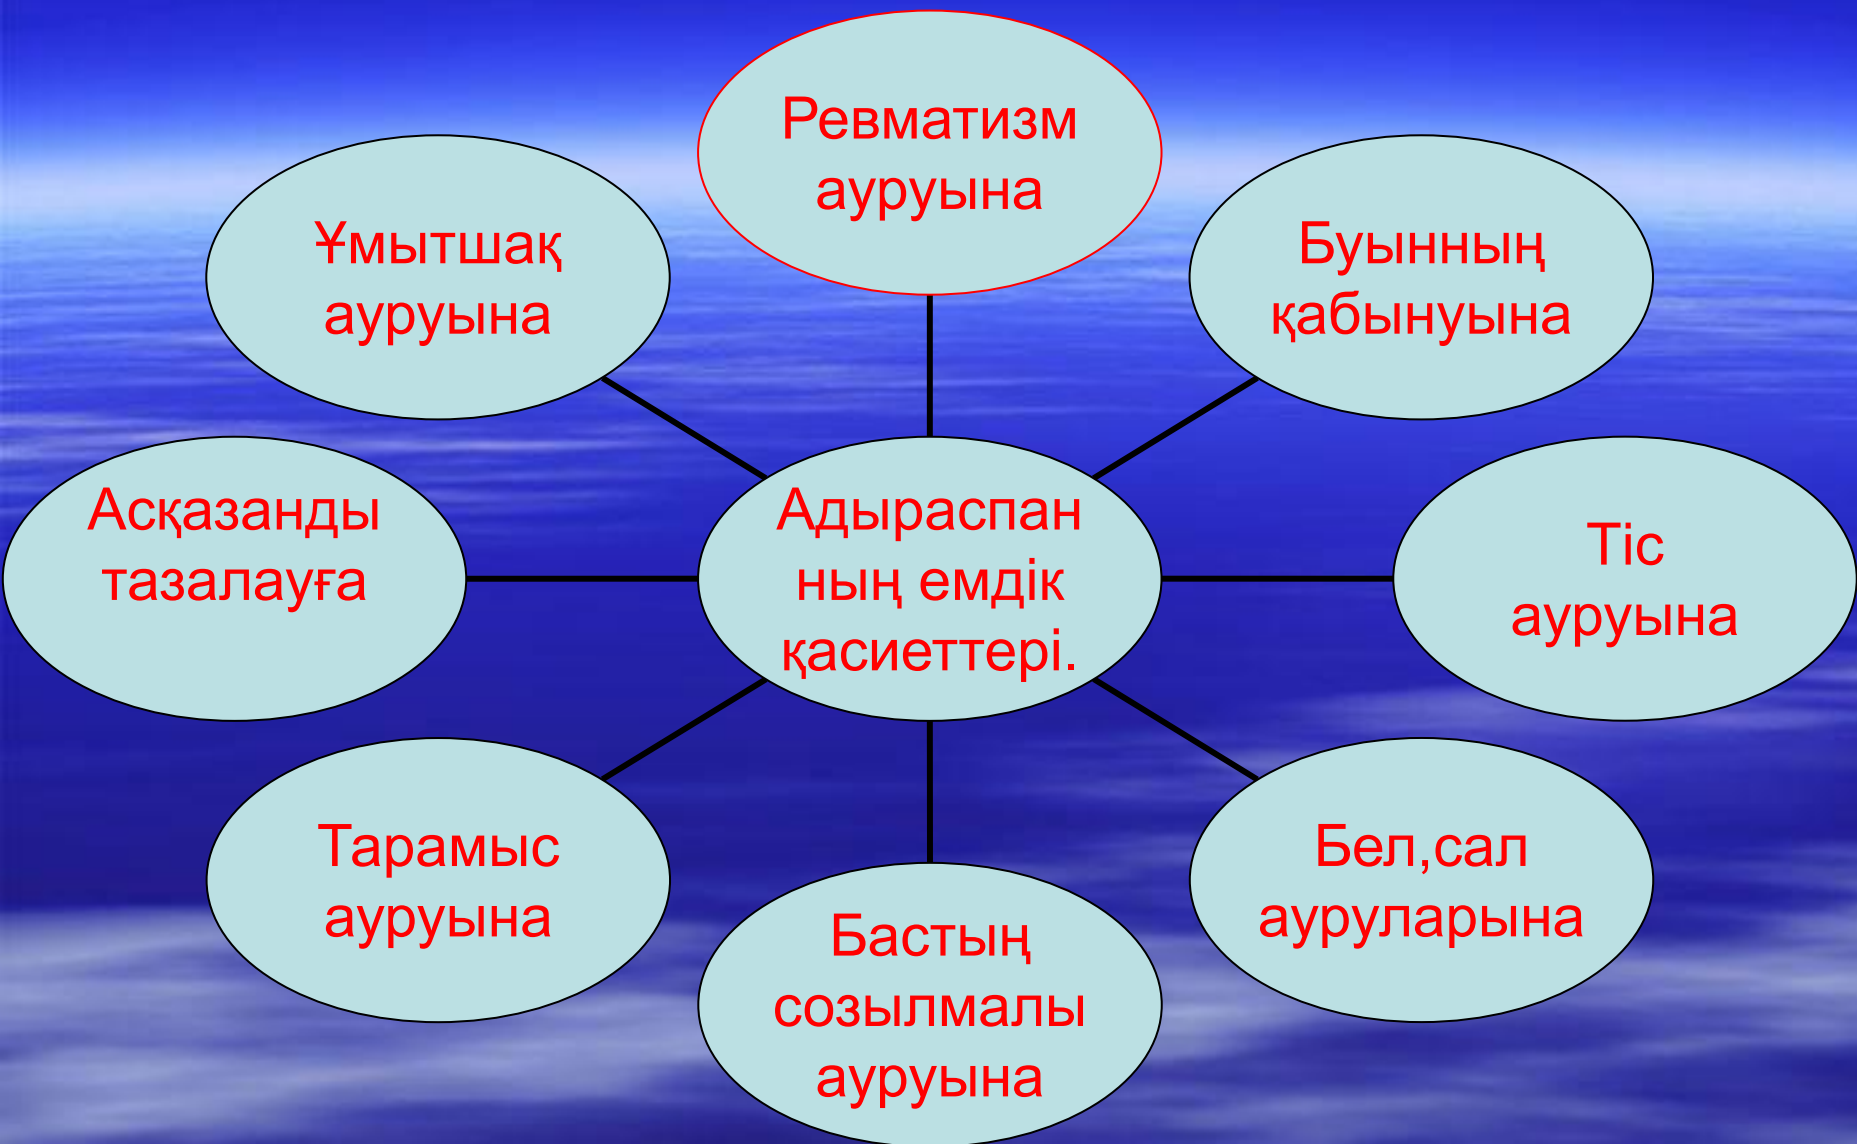 Ревматизм
ауруына
Ұмытшақ
ауруына
Буынның
қабынуына
Асқазанды
тазалауға
Адыраспан
ның емдік
қасиеттері.
Тіс
ауруына
Тарамыс
ауруына
Бел,сал
ауруларына
Бастың
созылмалы
ауруына